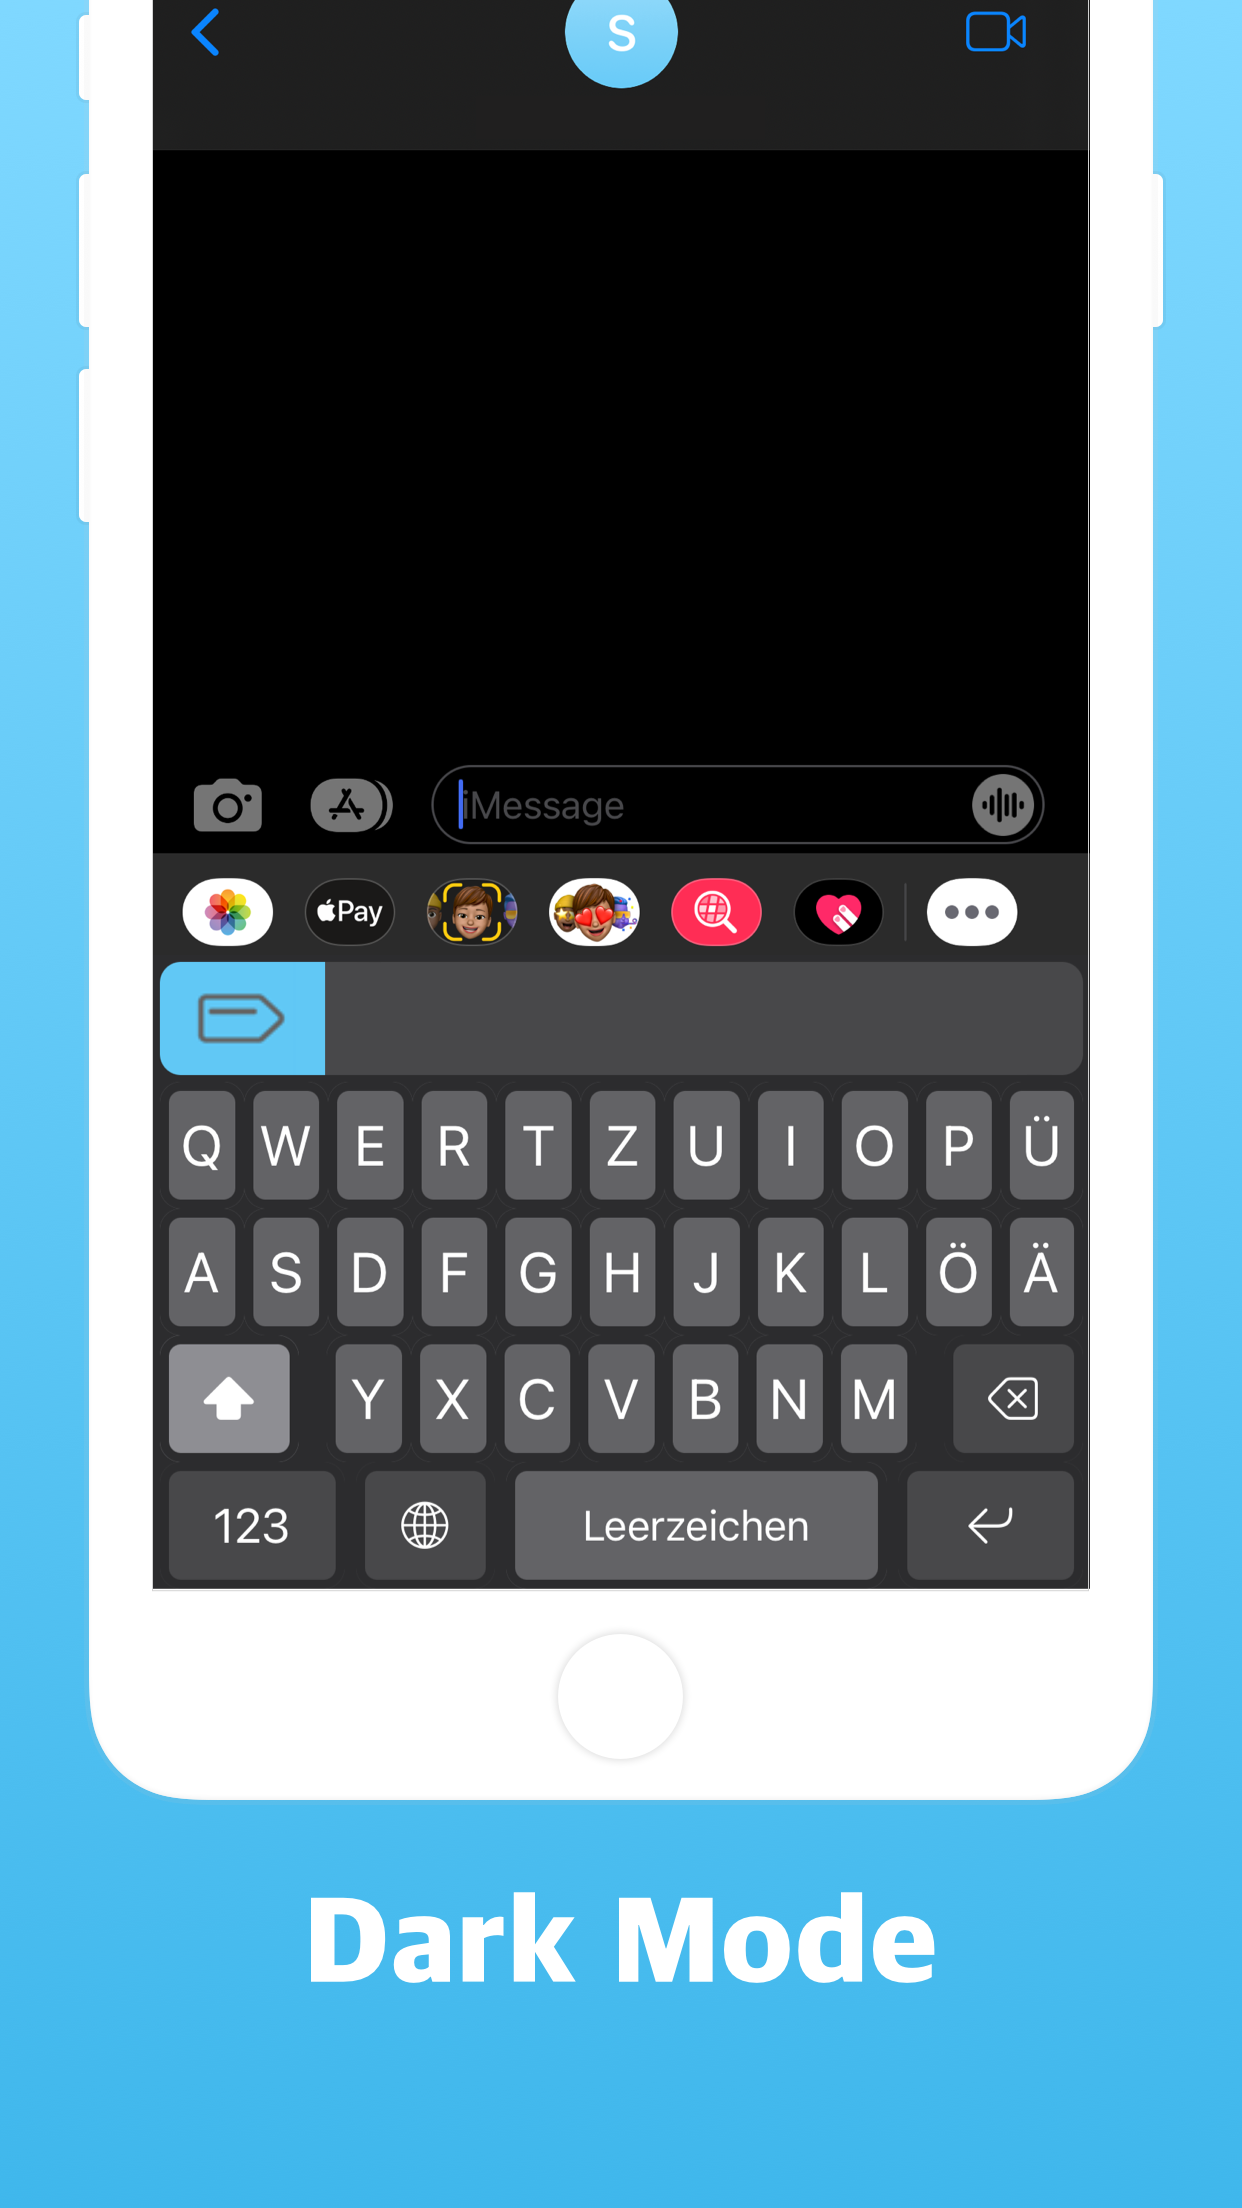 S
iMessage
Pay
Q W E R T Z U I O P Ü
A S D F G H J K L Ö Ä
Y X C V B N M
123 Leerzeichen
Dark Mode